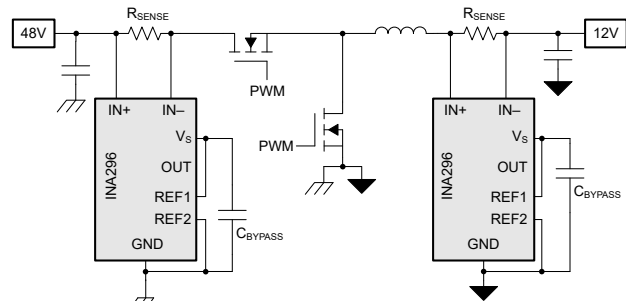 48V
RSENSE
PWM
PWM
RSENSE
12V
IN+
IN–
VS
OUT
REF1
REF2
GND
INA296
CBYPASS
IN+
IN–
VS
OUT
REF1
REF2
GND
INA296
CBYPASS